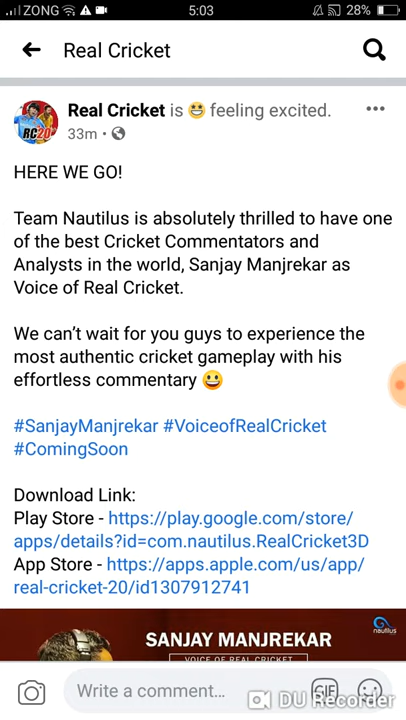 ZONG 5:03 28%
Real Cricket
Real Cricket is 😀 feeling excited.
33m
RC20
HERE WE GO!
Team Nautilus is absolutely thrilled to have one
of the best Cricket Commentators and
Analysts in the world, Sanjay Manjrekar as
Voice of Real Cricket.
We can’t wait for you guys to experience the
most authentic cricket gameplay with his
effortless commentary 😀
#SanjayManjrekar #VoiceofRealCricket
#ComingSoon
Download Link:
Play Store - https://play.google.com/store/
apps/details?id=com.nautilus.RealCricket3D
App Store - https://apps.apple.com/us/app/
real-cricket-20/id1307912741
nautilus
SANJAY MANJREKAR
VOICE OF REAL CRICKET
Write a comment...
GIF
DU Recorder